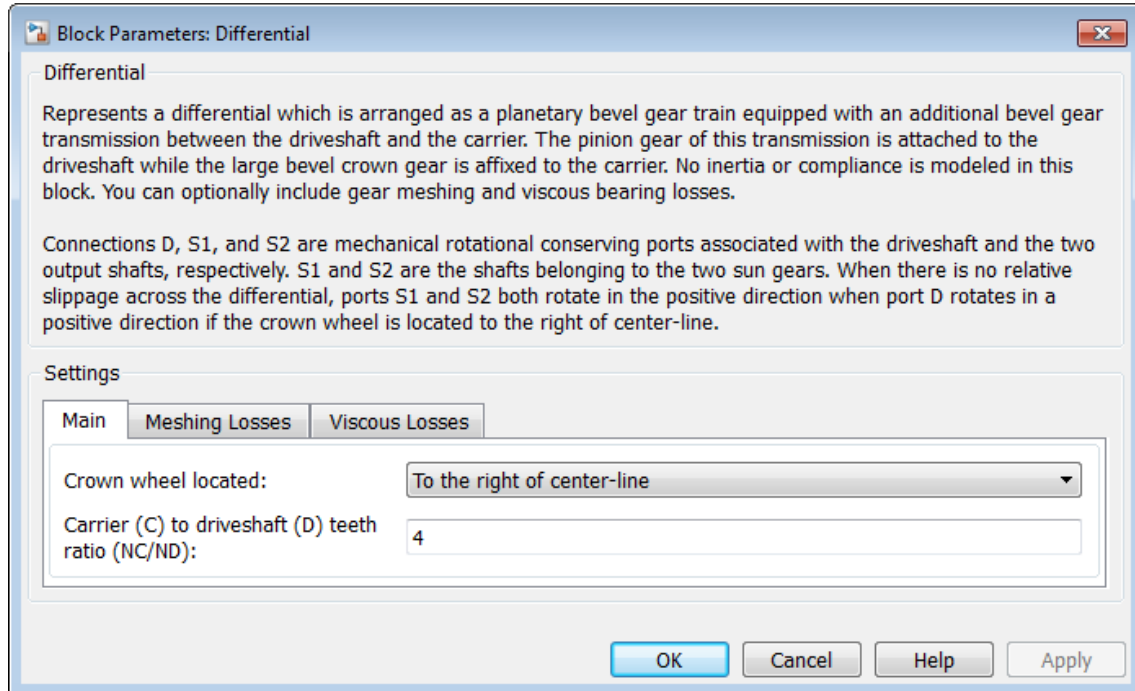 Block Parameters: Differential
Differential
Represents a differential which is arranged as a planetary bevel gear train equipped with an additional bevel gear
transmission between the driveshaft and the carrier. The pinion gear of this transmission is attached to the
driveshaft while the large bevel crown gear is affixed to the carrier. No inertia or compliance is modeled in this
block. You can optionally include gear meshing and viscous bearing losses.
Connections D, S1, and S2 are mechanical rotational conserving ports associated with the driveshaft and the two
output shafts, respectively. S1 and S2 are the shafts belonging to the two sun gears. When there is no relative
slippage across the differential, ports S1 and S2 both rotate in the positive direction when port D rotates in a
positive direction if the crown wheel is located to the right of center-line.
Settings
Main Meshing Losses Viscous Losses
Crown wheel located: To the right of center-line
Carrier (C) to driveshaft (D) teeth
ratio (NC/ND): 4
OK Cancel Help Apply